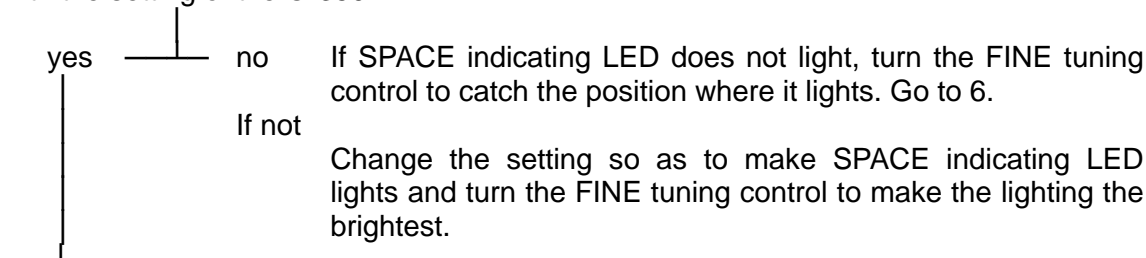 yes no If SPACE indicating LED does not light, turn the FINE tuning
control to catch the position where it lights. Go to 6.
If not
Change the setting so as to make SPACE indicating LED
lights and turn the FINE tuning control to make the lighting the
brightest.